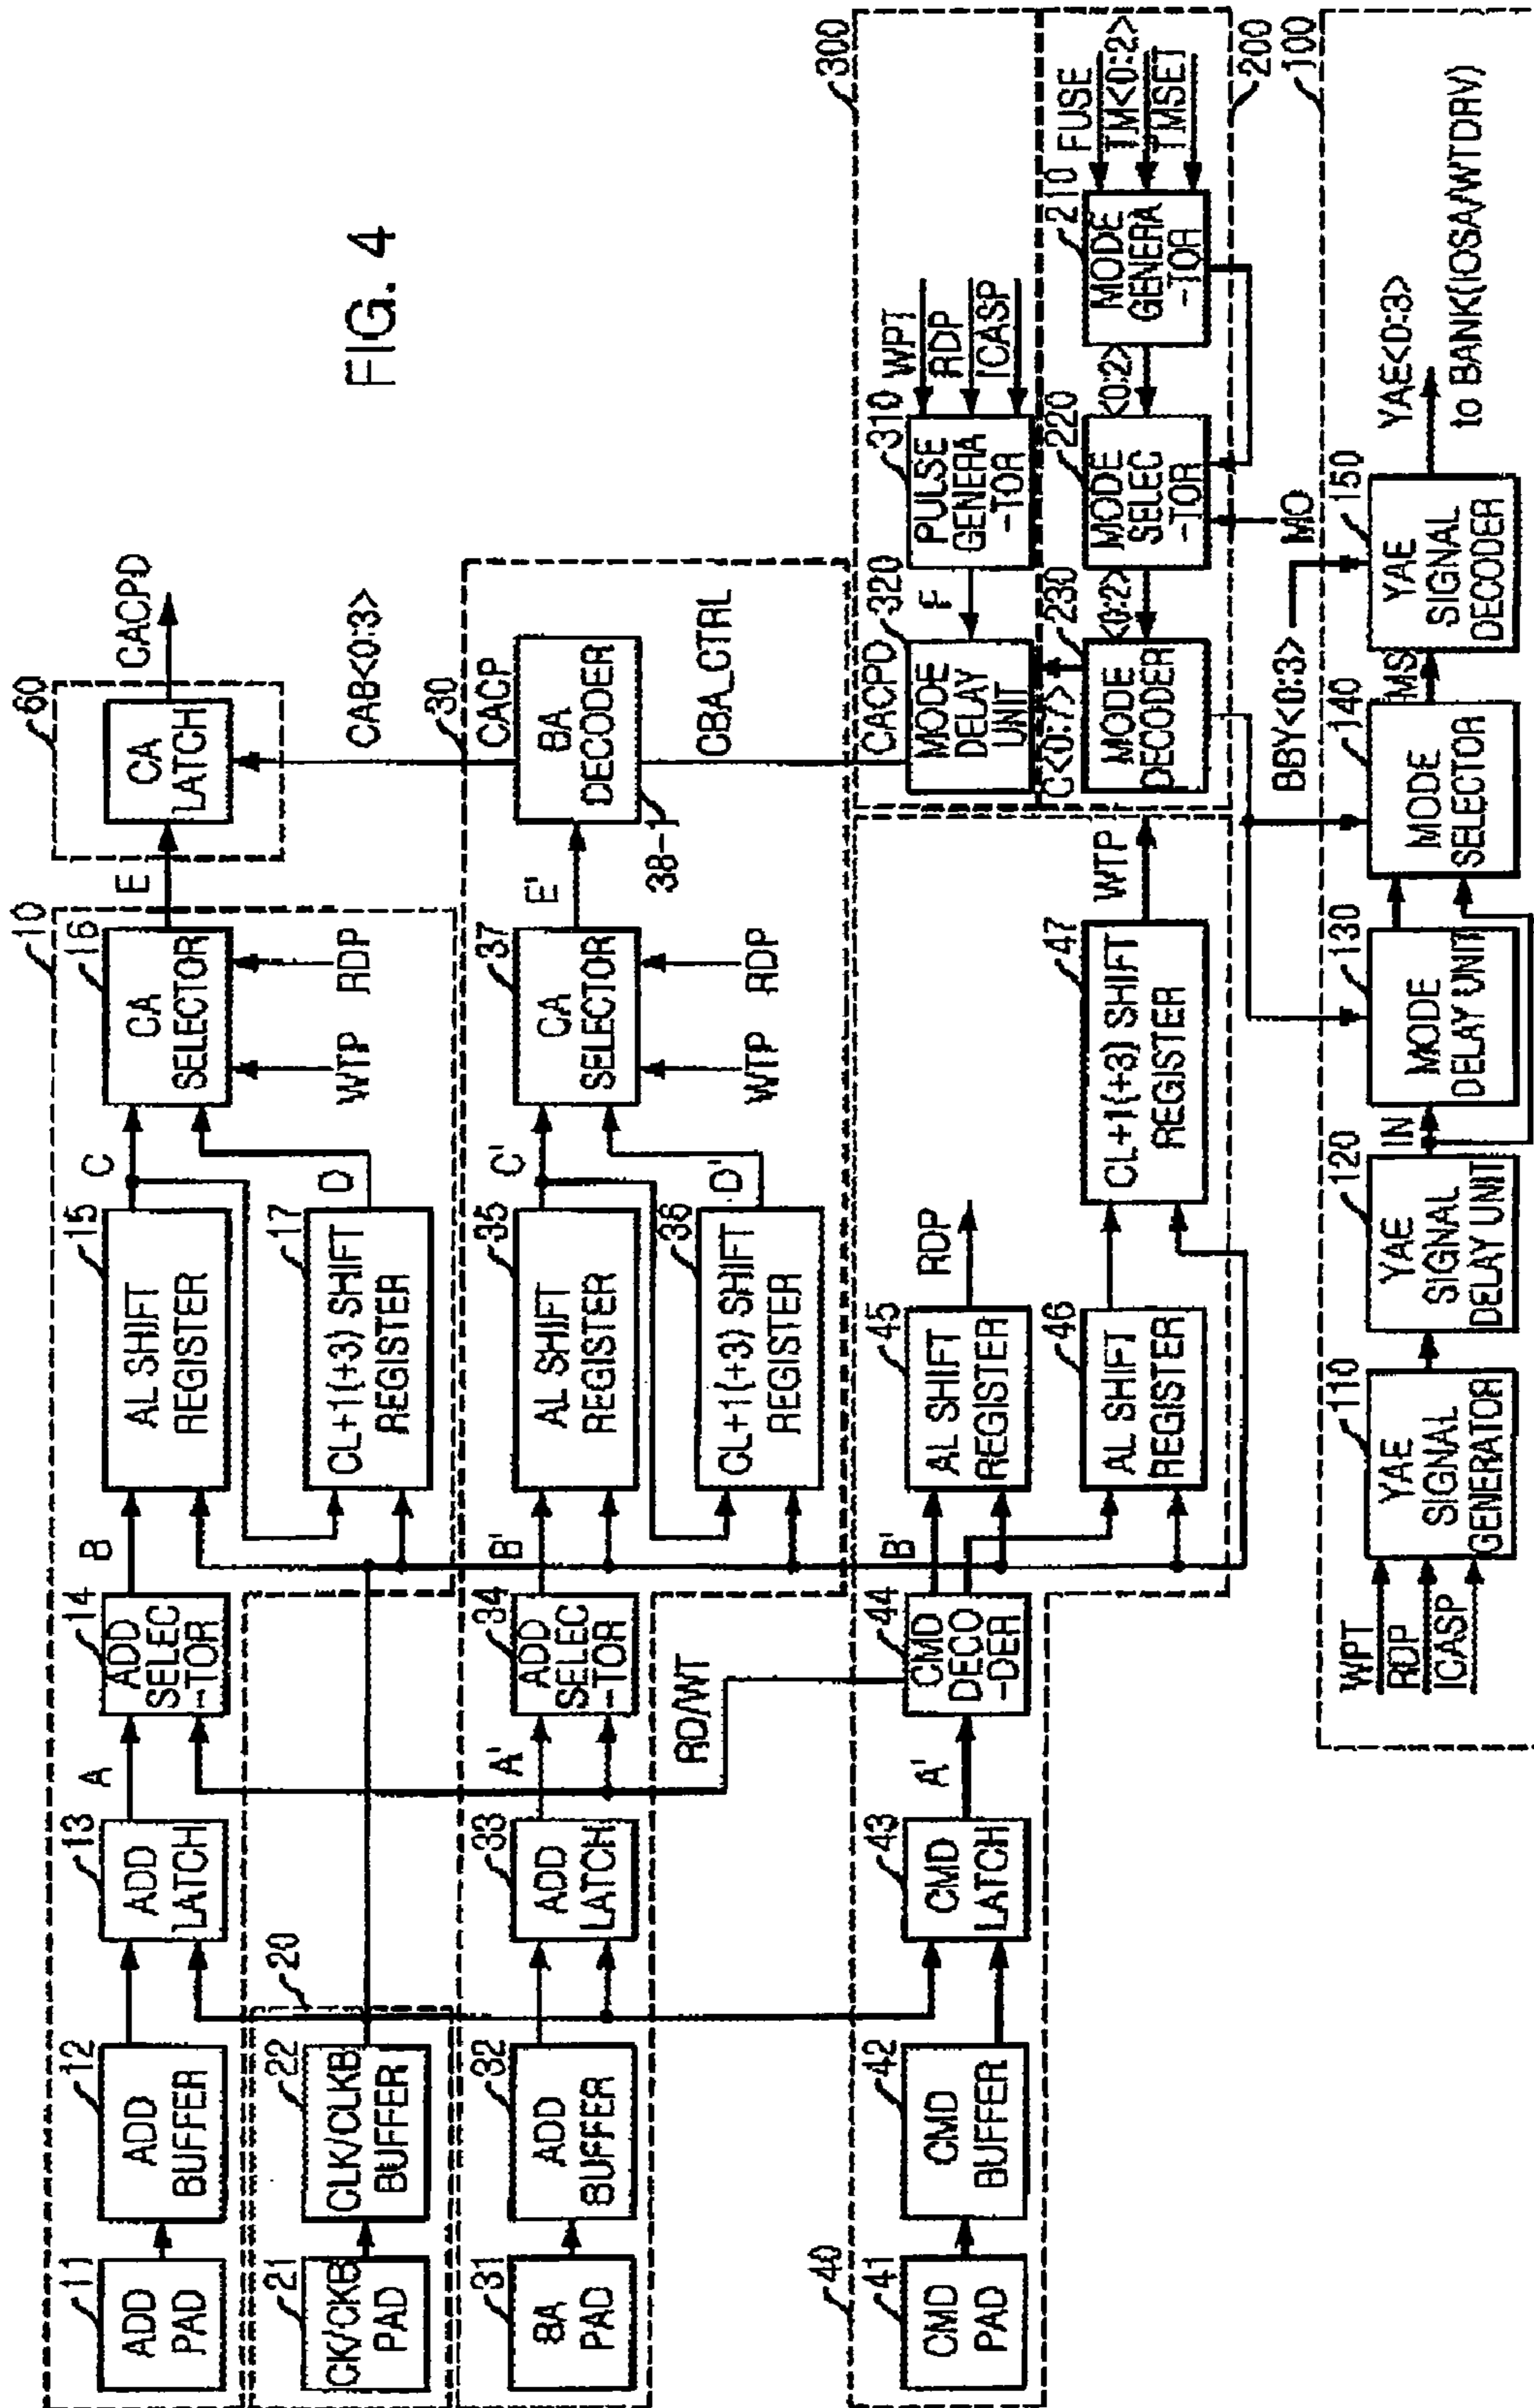 FIG. 4
10
11
ADD
PAD
12
ADD
BUFFER
13
ADD
LATCH
A
14
ADD
SELEC
-TOR
B
15
AL SHIFT
REGISTER
C
17
CL+1(+3) SHIFT
REGISTER
D
16
CA
SELECTOR
WTP
RDP
E
60
CA
LATCH
CACPD
20
21
CK/CKB
PAD
22
CLK/CLKB
BUFFER
30
31
BA
PAD
32
ADD
BUFFER
33
ADD
LATCH
A'
34
ADD
SELEC
-TOR
B'
35
AL SHIFT
REGISTER
C'
36
CL+1(+3) SHIFT
REGISTER
D'
37
CA
SELECTOR
WTP
RDP
E'
38-1
BA
DECODER
CACP
CAB<0:3>
CBA_CTRL
RD/WT
40
41
CMD
PAD
42
CMD
BUFFER
43
CMD
LATCH
A'
44
CMD
DECO
-DER
B'
45
AL SHIFT
REGISTER
RDP
46
AL SHIFT
REGISTER
47
CL+1(+3) SHIFT
REGISTER
WTP
300
CACPD
320
MODE
DELAY
UNIT
F
310
PULSE
GENERA
-TOR
WPT
RDP
ICASP
200
C<0:7>
230
MODE
DECODER
<0:2>
220
MODE
SELEC
-TOR
<0:2>
210
MODE
GENERA
-TOR
FUSE
TM<0:2>
TMSET
MO
100
WPT
RDP
ICASP
110
YAE
SIGNAL
GENERATOR
120
YAE
SIGNAL
DELAY UNIT
IN
130
MODE
DELAY UNIT
140
MODE
SELECTOR
MS
BBY<0:3>
150
YAE
SIGNAL
DECODER
YAE<0:3>
to BANK(IOSA/WTDRV)